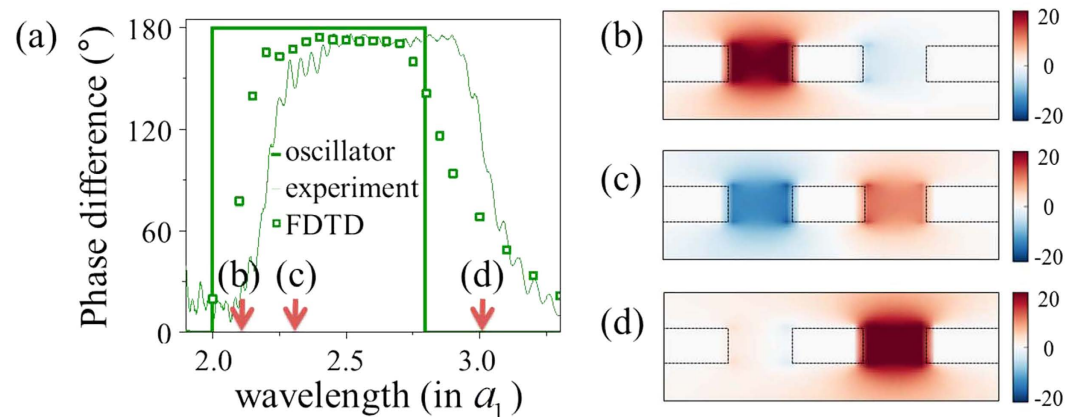 (a)
Phase difference (°)
180
120
60
0
oscillator
experiment
FDTD
(b)
(c)
(d)
2.0
2.5
3.0
wavelength (in a₁)
(b)
20
0
-20
(c)
20
0
-20
(d)
20
0
-20